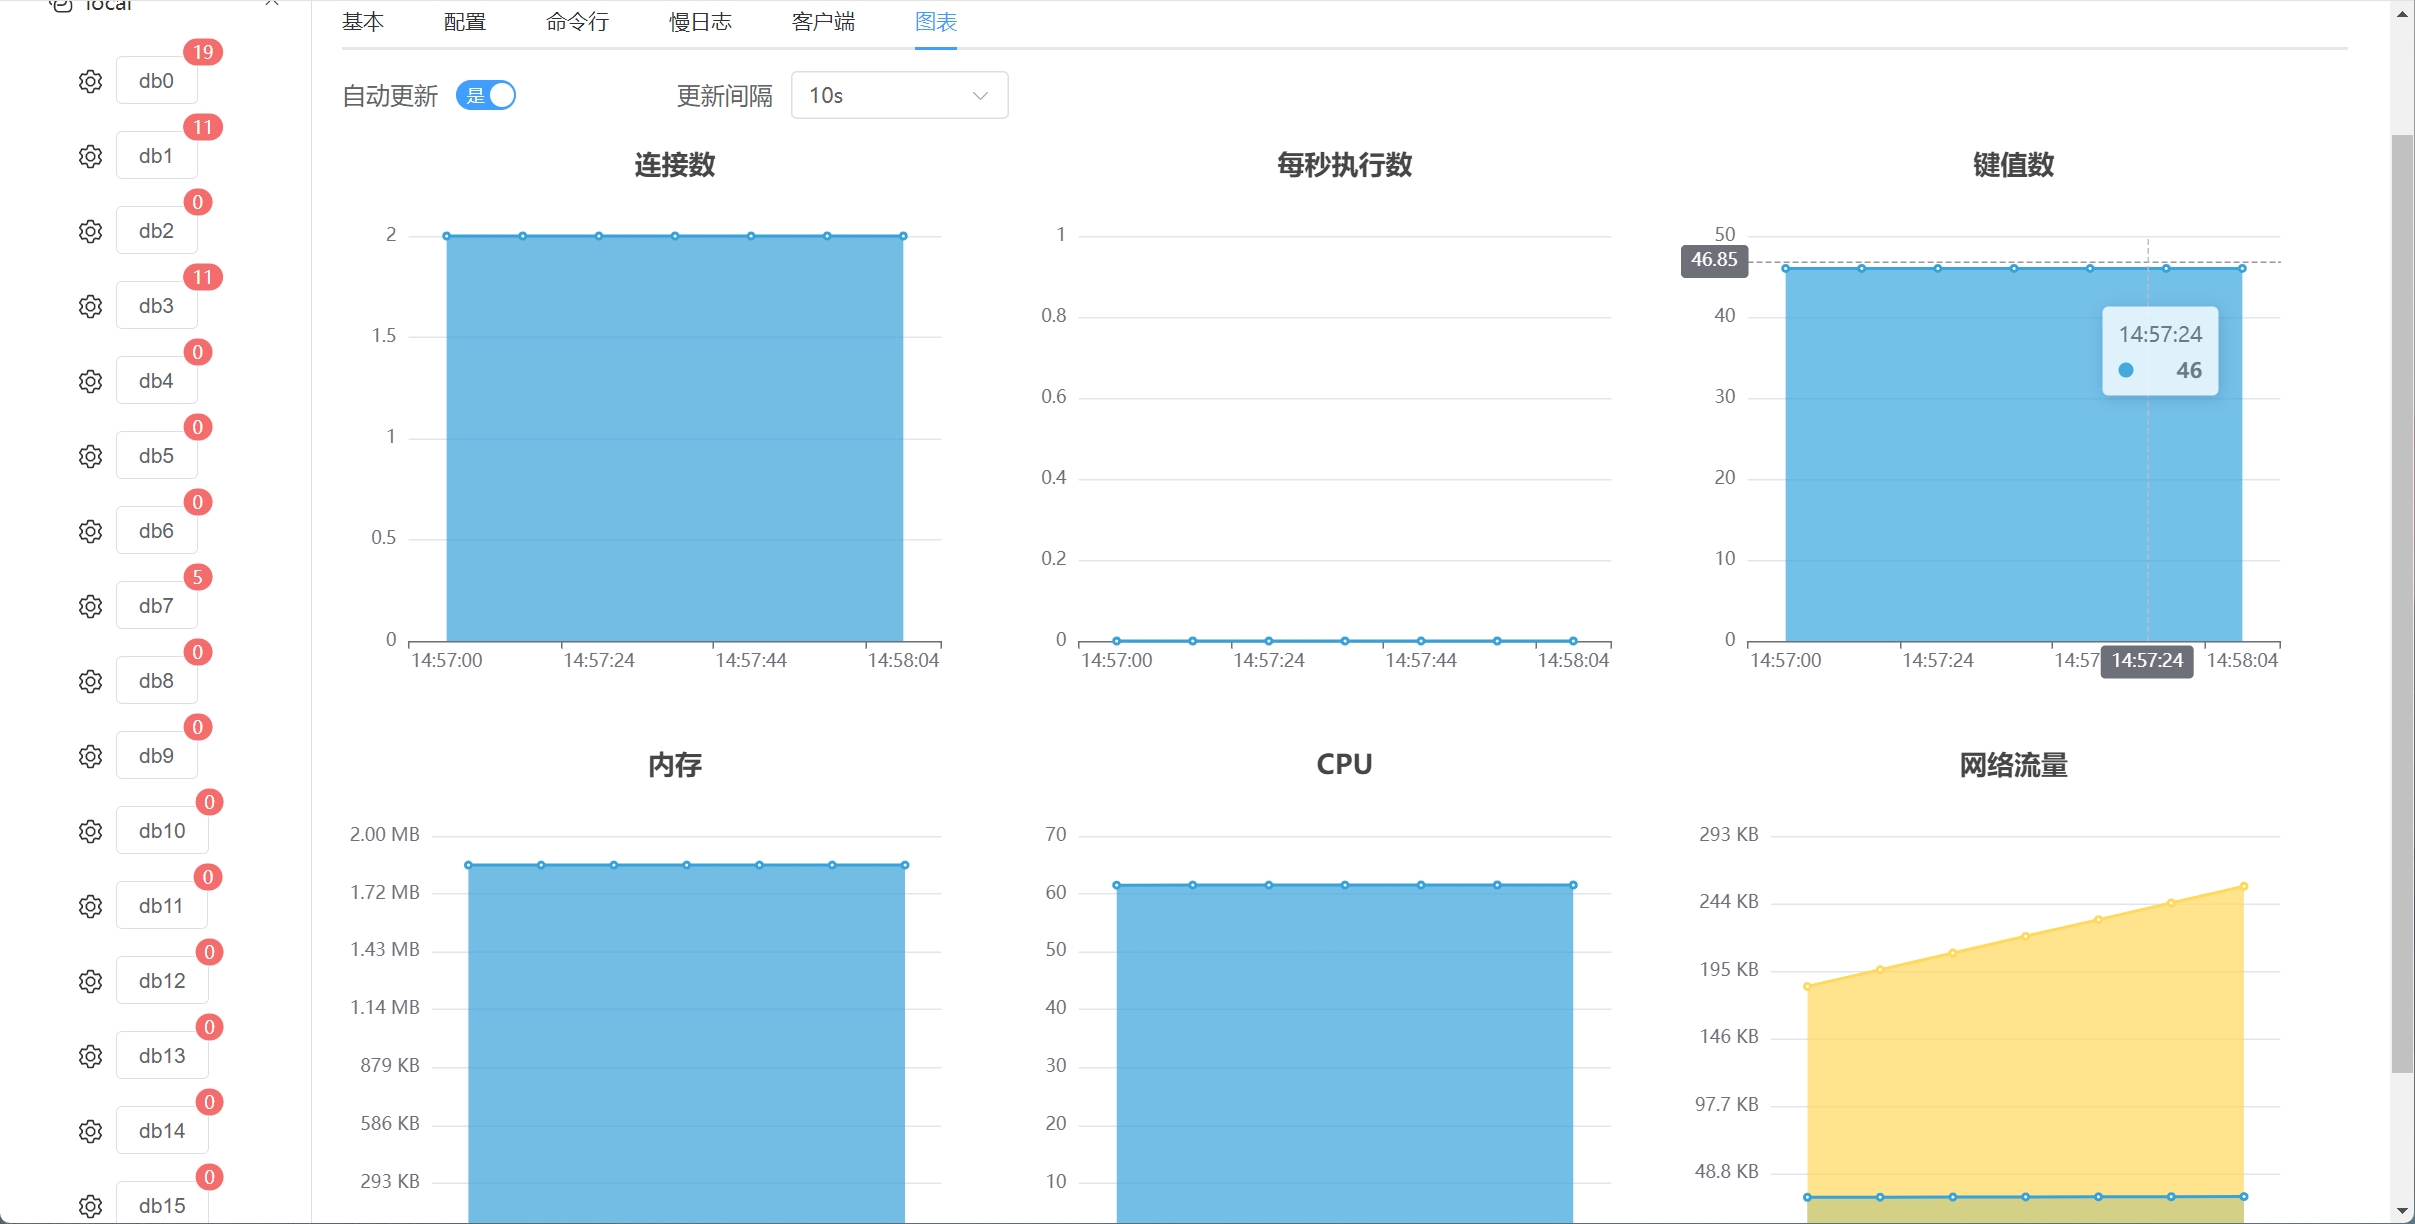 local
19
db0
11
db1
0
db2
11
db3
0
db4
0
db5
0
db6
5
db7
0
db8
0
db9
0
db10
0
db11
0
db12
0
db13
0
db14
0
db15
基本 配置 命令行 慢日志 客户端 图表
自动更新 是 更新间隔 10s
连接数
2
1.5
1
0.5
0
14:57:00 14:57:24 14:57:44 14:58:04
每秒执行数
1
0.8
0.6
0.4
0.2
0
14:57:00 14:57:24 14:57:44 14:58:04
键值数
50
46.85
40
30
20
10
0
14:57:24
46
14:57:00 14:57:24 14:57 14:57:24 14:58:04
内存
2.00 MB
1.72 MB
1.43 MB
1.14 MB
879 KB
586 KB
293 KB
CPU
70
60
50
40
30
20
10
网络流量
293 KB
244 KB
195 KB
146 KB
97.7 KB
48.8 KB